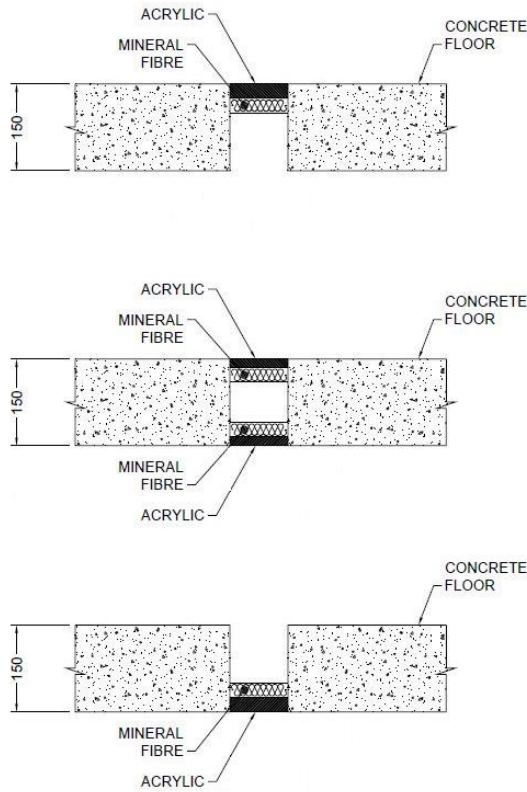 ACRYLIC
MINERAL
FIBRE
CONCRETE
FLOOR
150
ACRYLIC
MINERAL
FIBRE
CONCRETE
FLOOR
150
MINERAL
FIBRE
ACRYLIC
CONCRETE
FLOOR
150
MINERAL
FIBRE
ACRYLIC